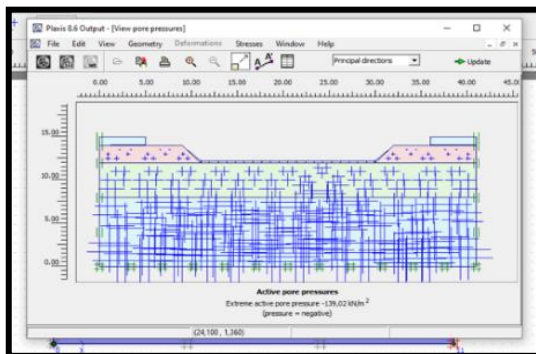 Plaxis 8.6 Output - [View pore pressures]
File Edit View Geometry Deformations Stresses Window Help
Principal directions
Update
0.00 5.00 10.00 15.00 20.00 25.00 30.00 35.00 40.00 45.0
15.00
10.00
5.00
0.00
Active pore pressures
Extreme active pore pressure -139,02 kN/m²
(pressure = negative)
(24,100 , 1,360)